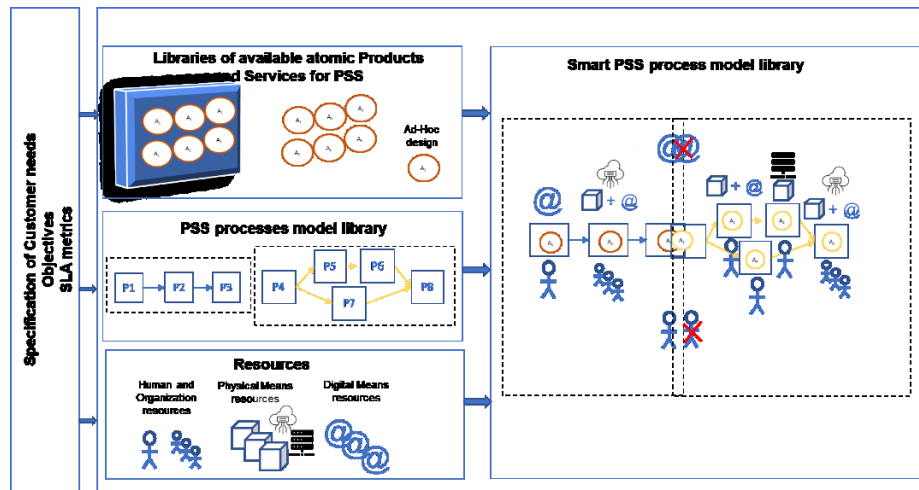 Specification of Customer needs
Objectives
SLA metrics
Libraries of available atomic Products
and Services for PSS
Ad-Hoc
design
PSS processes model library
P1
P2
P3
P4
P5
P6
P7
P8
Resources
Human and
Organization
resources
Physical Means
resources
Digital Means
resources
@
@
@
Smart PSS process model library
@
@
@
+ @
+ @
+ @